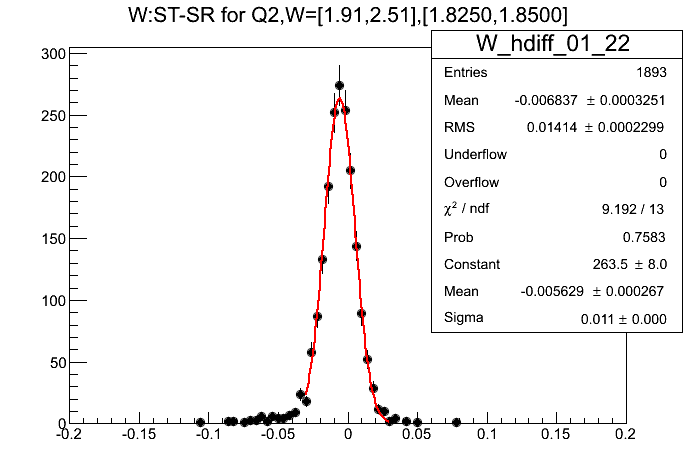 W:ST-SR for Q2,W=[1.91,2.51],[1.8250,1.8500]
W_hdiff_01_22
Entries 1893
Mean -0.006837 ± 0.0003251
RMS 0.01414 ± 0.0002299
Underflow 0
Overflow 0
χ² / ndf 9.192 / 13
Prob 0.7583
Constant 263.5 ± 8.0
Mean -0.005629 ± 0.000267
Sigma 0.011 ± 0.000
300
250
200
150
100
50
0
-0.2 -0.15 -0.1 -0.05 0 0.05 0.1 0.15 0.2